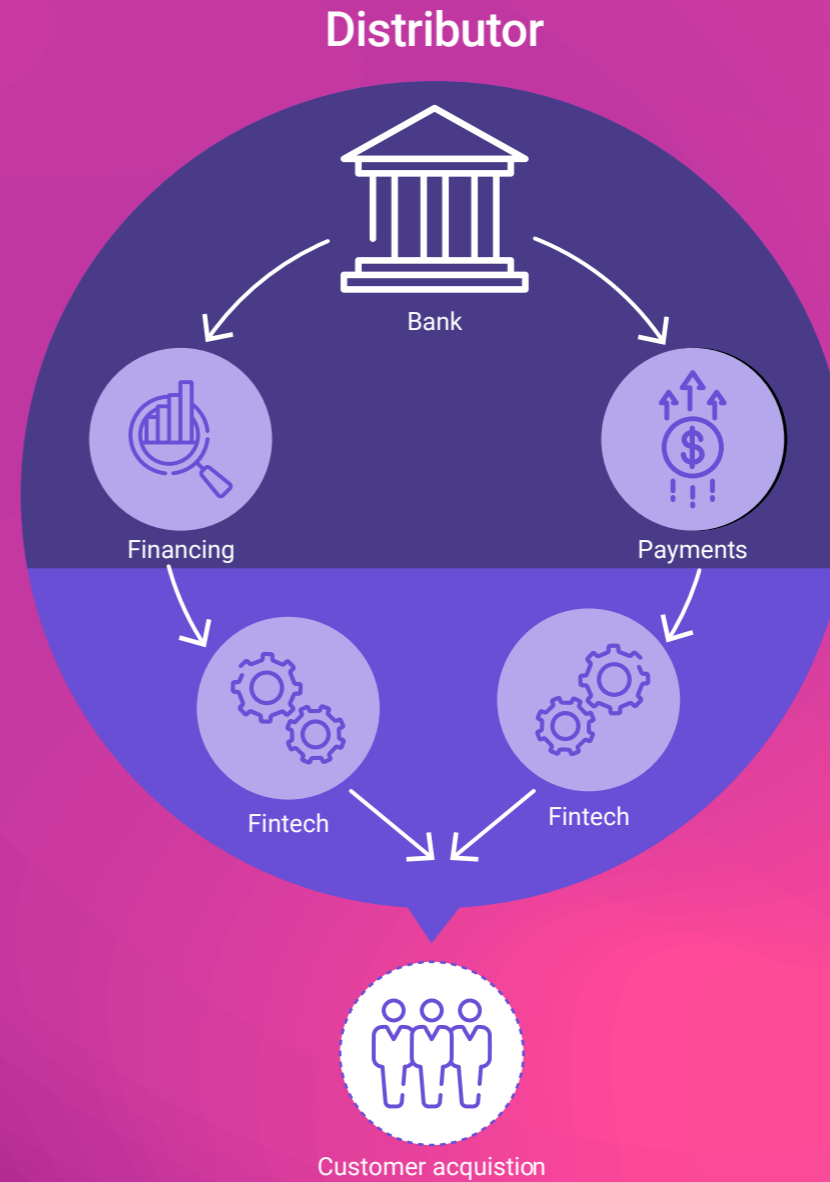 Distributor
Bank
Financing
Payments
Fintech
Fintech
Customer acquistion